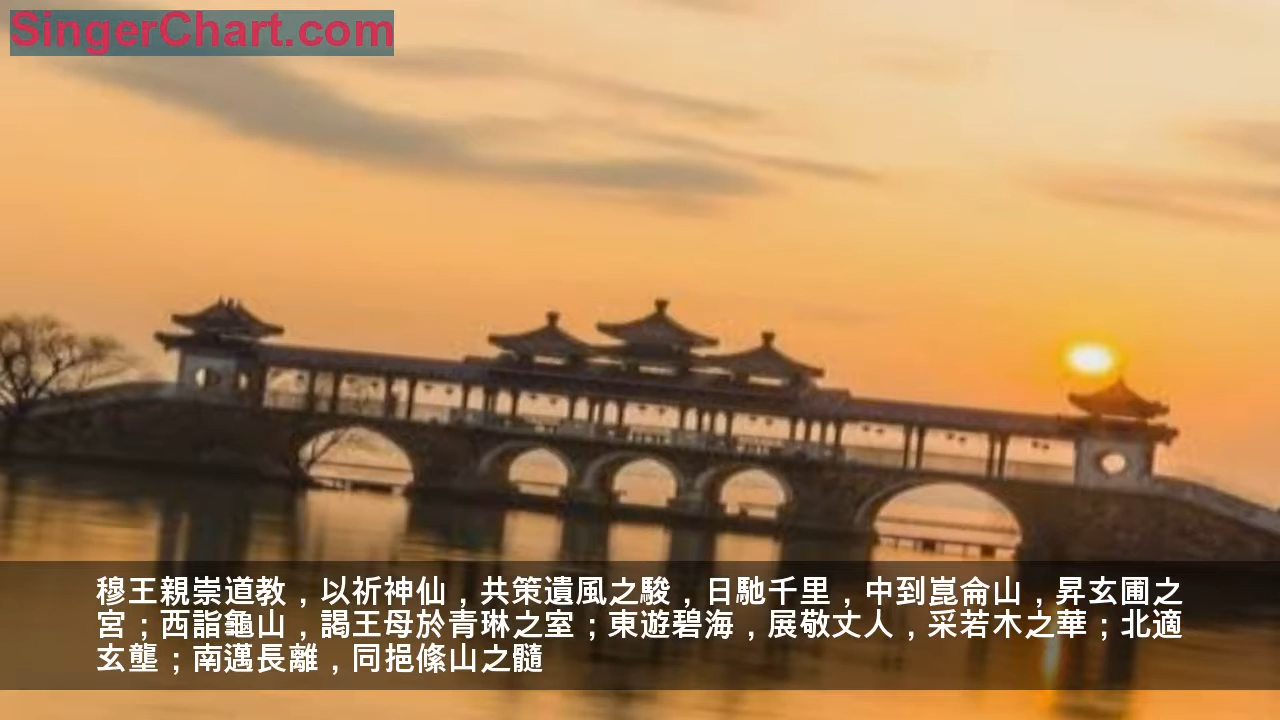 SingerChart.com
穆王親崇道教，以祈神仙，共策遺風之駿，日馳千里，中到崑侖山，昇玄圃之
宮；西詣龜山，謁王母於青琳之室；東遊碧海，展敬丈人，采若木之華；北適
玄壟；南邁長離，同挹絛山之髓